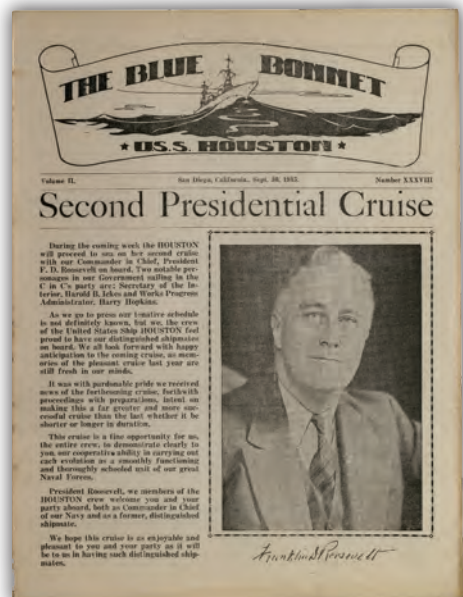 THE BLUE BONNET
★ U.S.S. HOUSTON ★
Volume II. San Diego, California, Sept. 30, 1935. Number XXXVIII
Second Presidential Cruise
During the coming week the HOUSTON
will proceed to sea on her second cruise
with our Commander in Chief, President
F. D. Roosevelt on board. Two notable per-
sonages in our Government sailing in the
C in C's party are: Secretary of the In-
terior, Harold B. Ickes and Works Progress
Administrator, Harry Hopkins.
As we go to press our tentative schedule
is not definitely known, but we, the crew
of the United States Ship HOUSTON feel
proud to have our distinguished shipmates
on board. We all look forward with happy
anticipation to the coming cruise, as mem-
ories of the pleasant cruise last year are
still fresh in our minds.
It was with pardonable pride we received
news of the forthcoming cruise, forthwith
proceedings with preparations, intent on
making this a far greater and more suc-
cessful cruise than the last whether it be
shorter or longer in duration.
This cruise is a fine opportunity for us,
the entire crew, to demonstrate clearly to
you, our cooperative ability in carrying out
each evolution as a smoothly functioning
and thoroughly schooled unit of our great
Naval Forces.
President Roosevelt, we members of the
HOUSTON crew welcome you and your
party aboard, both as Commander in Chief
of our Navy and as a former, distinguished
shipmate.
We hope this cruise is as enjoyable and
pleasant to you and your party as it will
be to us in having such distinguished ship-
mates.
Franklin D Roosevelt